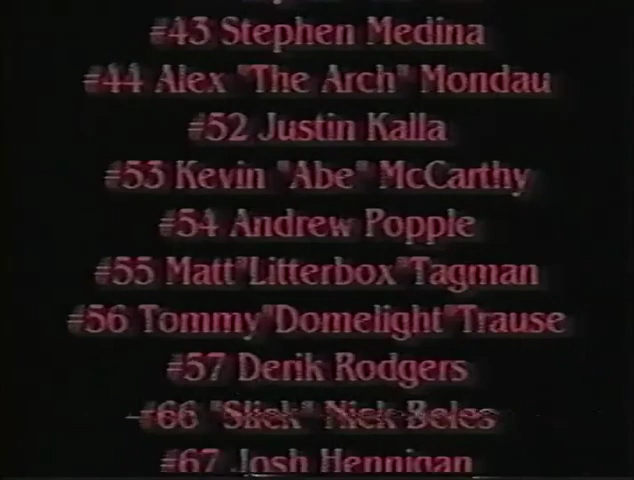 #43 Stephen Medina
#44 Alex "The Arch" Mondau
#52 Justin Kalla
#53 Kevin "Abe" McCarthy
#54 Andrew Popple
#55 Matt"Litterbox"Tagman
#56 Tommy"Domelight"Trause
#57 Derik Rodgers
#66 "Slick" Nick Beles
#67 Josh Hennigan